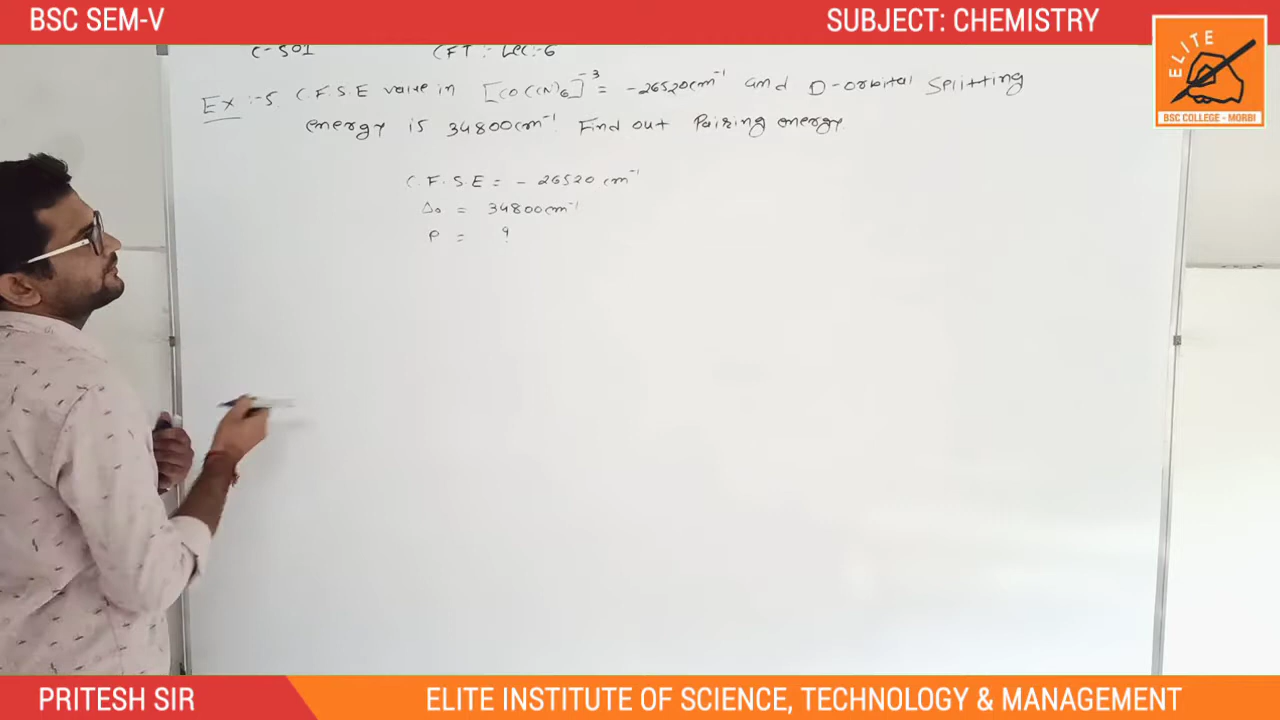 BSC SEM-V
SUBJECT: CHEMISTRY
ELITE
BSC COLLEGE - MORBI
C-501 CFT :- Lec:-6
Ex :-5 C.F.S.E value in [CO(CN)6]⁻³ = -26520cm⁻¹ and D-orbital Splitting
energy is 34800cm⁻¹. Find out Pairing energy.
C.F.S.E = - 26520 cm⁻¹
Δo = 34800cm⁻¹
P = ?
PRITESH SIR
ELITE INSTITUTE OF SCIENCE, TECHNOLOGY & MANAGEMENT